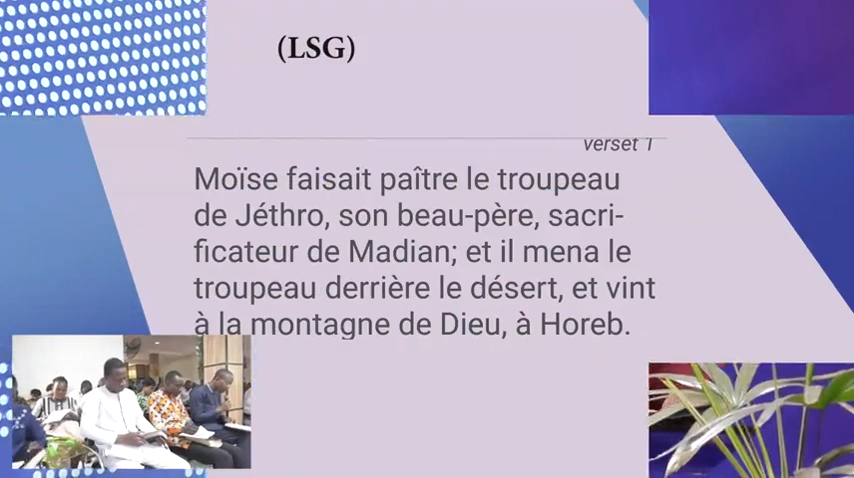 (LSG)
verset 1
Moïse faisait paître le troupeau
de Jéthro, son beau-père, sacri-
ficateur de Madian; et il mena le
troupeau derrière le désert, et vint
à la montagne de Dieu, à Horeb.